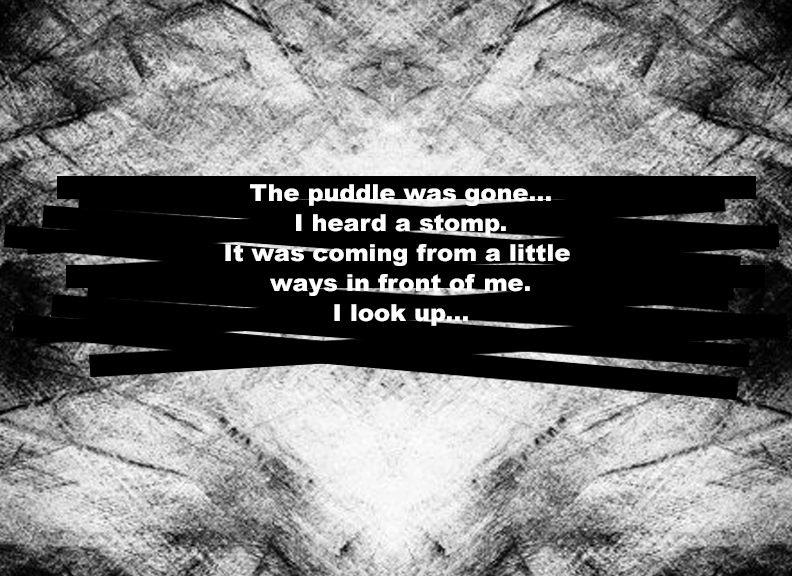 The puddle was gone...
I heard a stomp.
It was coming from a little
ways in front of me.
I look up...